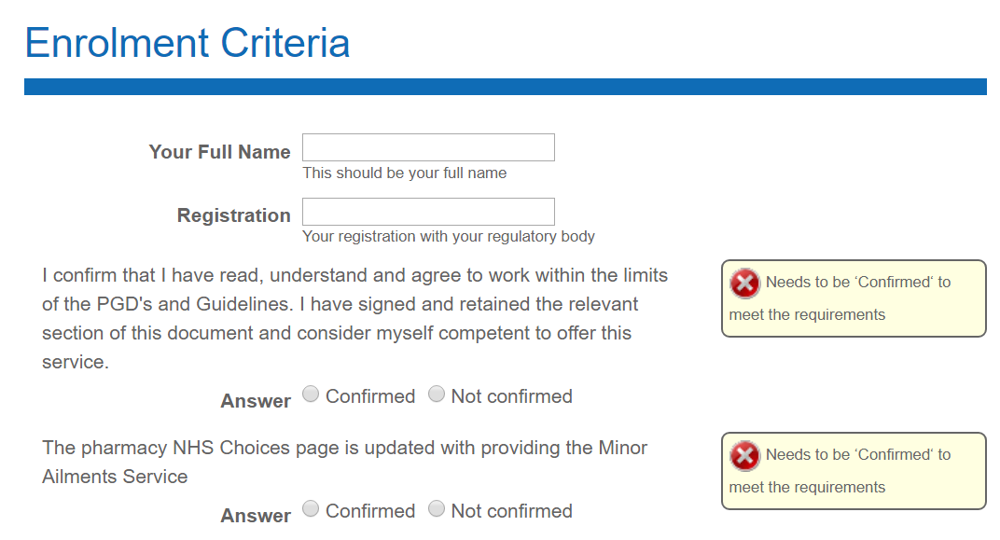 Enrolment Criteria
Your Full Name
This should be your full name
Registration
Your registration with your regulatory body
I confirm that I have read, understand and agree to work within the limits
of the PGD's and Guidelines. I have signed and retained the relevant
section of this document and consider myself competent to offer this
service.
Needs to be ‘Confirmed‘ to
meet the requirements
Answer Confirmed Not confirmed
The pharmacy NHS Choices page is updated with providing the Minor
Ailments Service
Needs to be ‘Confirmed‘ to
meet the requirements
Answer Confirmed Not confirmed